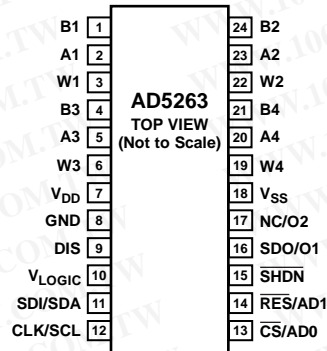 B1 1 24 B2
A1 2 23 A2
W1 3 22 W2
B3 4 AD5263 21 B4
A3 5 TOP VIEW 20 A4
W3 6 (Not to Scale) 19 W4
VDD 7 18 VSS
GND 8 17 NC/O2
DIS 9 16 SDO/O1
VLOGIC 10 15 SHDN
SDI/SDA 11 14 RES/AD1
CLK/SCL 12 13 CS/AD0